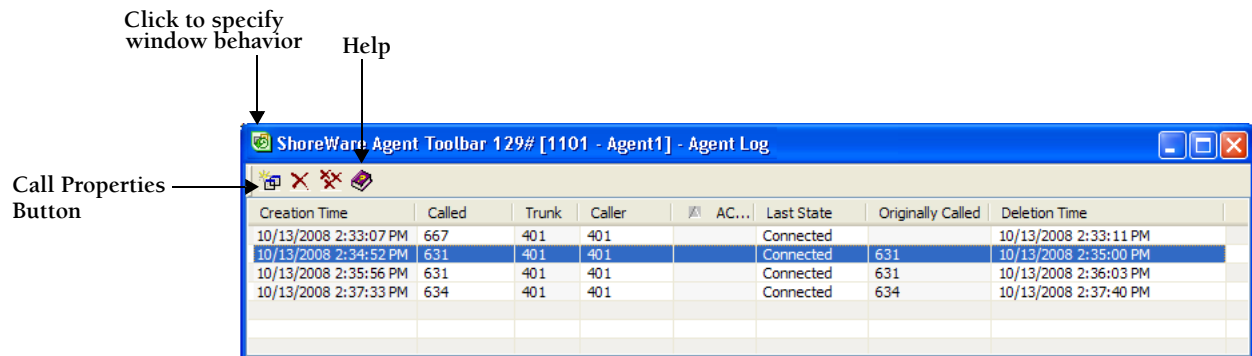 Click to specify
window behavior
Help
ShoreWare Agent Toolbar 129# [1101 - Agent1] - Agent Log
Call Properties
Button
Creation Time Called Trunk Caller AC... Last State Originally Called Deletion Time
10/13/2008 2:33:07 PM 667 401 401 Connected 10/13/2008 2:33:11 PM
10/13/2008 2:34:52 PM 631 401 401 Connected 631 10/13/2008 2:35:00 PM
10/13/2008 2:35:56 PM 631 401 401 Connected 631 10/13/2008 2:36:03 PM
10/13/2008 2:37:33 PM 634 401 401 Connected 634 10/13/2008 2:37:40 PM